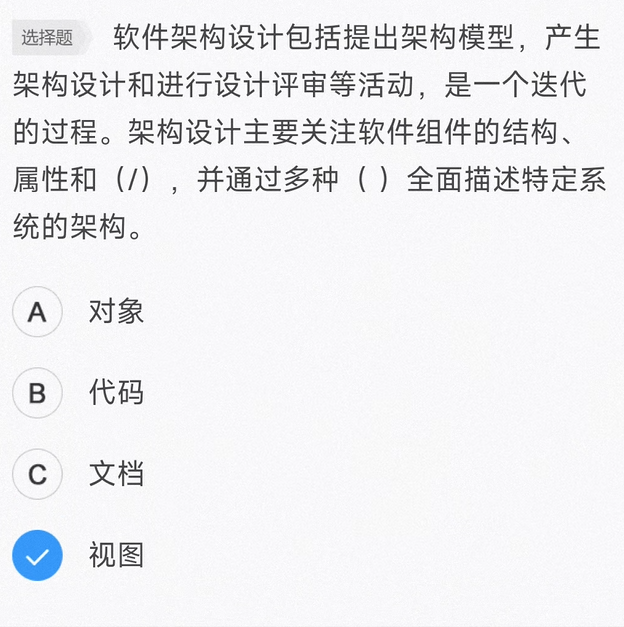 选择题 软件架构设计包括提出架构模型，产生
架构设计和进行设计评审等活动，是一个迭代
的过程。架构设计主要关注软件组件的结构、
属性和（/），并通过多种（ ）全面描述特定系
统的架构。
A 对象
B 代码
C 文档
视图